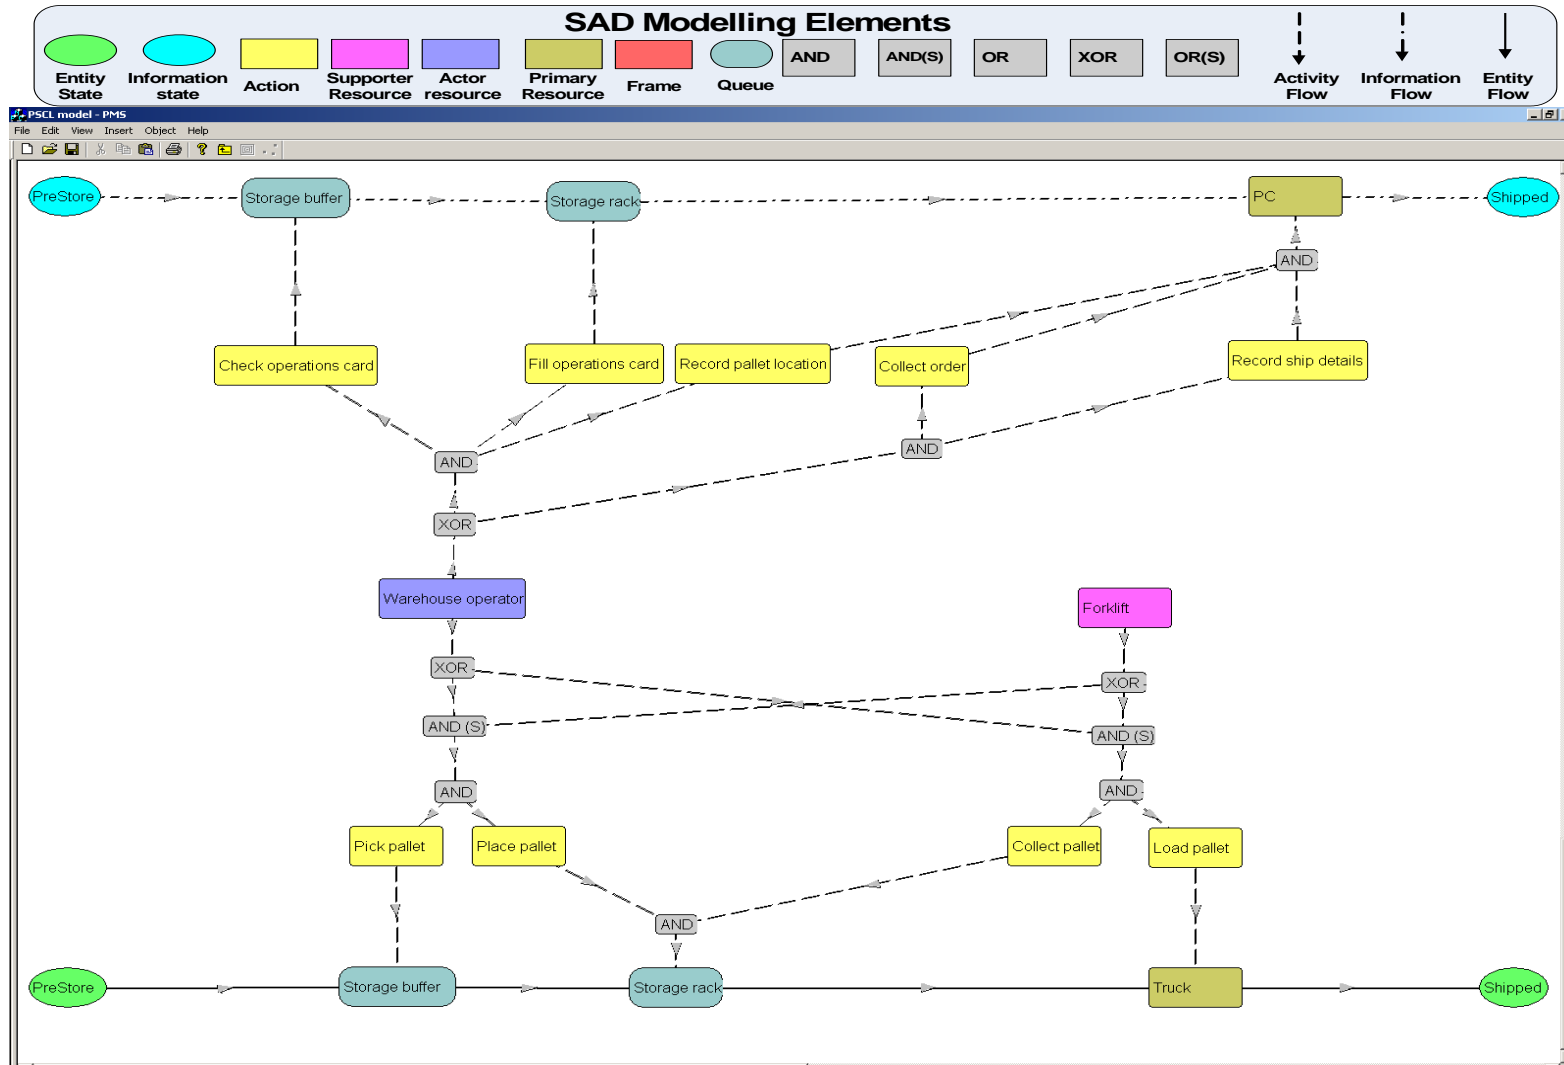 SAD Modelling Elements
AND
AND(S)
OR
XOR
OR(S)
Entity
State
Information
state
Action
Supporter
Resource
Actor
resource
Primary
Resource
Frame
Queue
Activity
Flow
Information
Flow
Entity
Flow
PSCL model - PMS
File Edit View Insert Object Help
PreStore
Storage buffer
Storage rack
PC
Shipped
AND
Check operations card
Fill operations card
Record pallet location
Collect order
Record ship details
AND
AND
XOR
Warehouse operator
Forklift
XOR
XOR
AND (S)
AND (S)
AND
AND
Pick pallet
Place pallet
Collect pallet
Load pallet
AND
PreStore
Storage buffer
Storage rack
Truck
Shipped